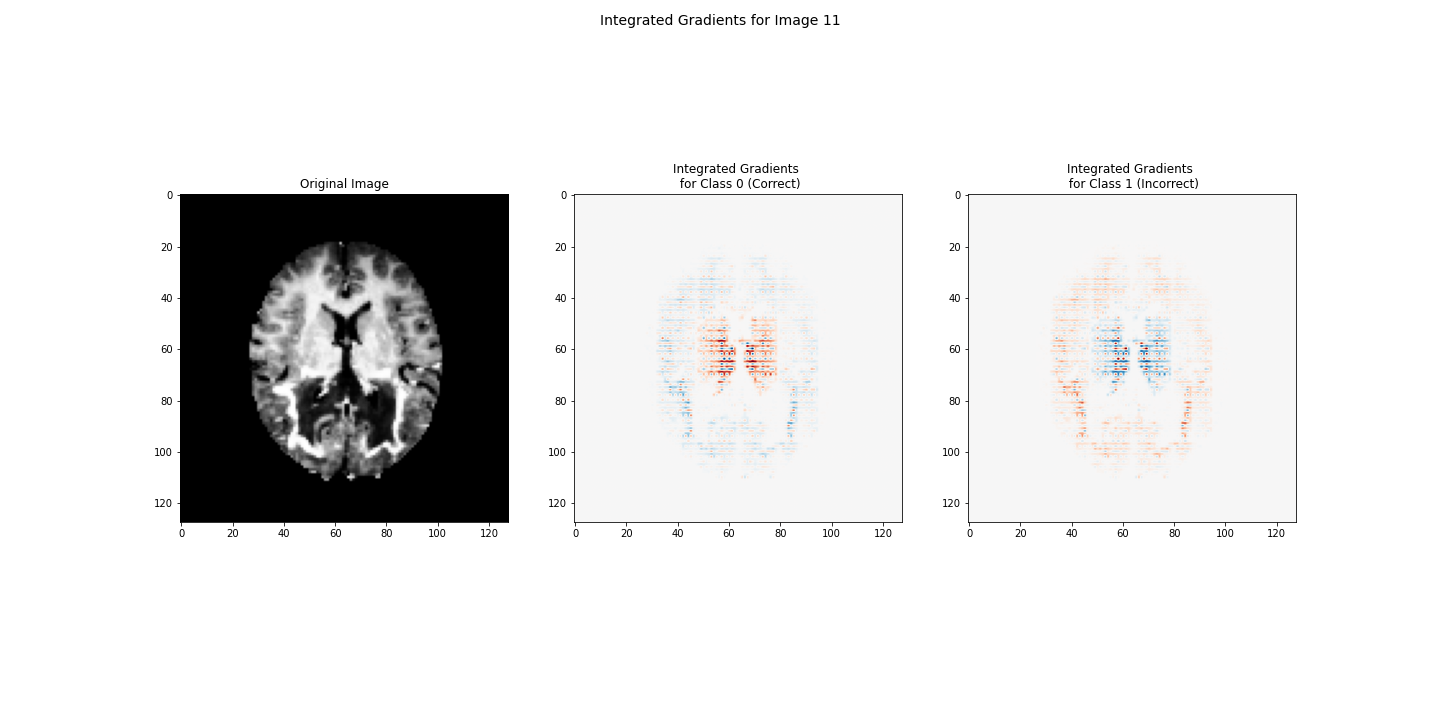 Integrated Gradients for Image 11
Original Image
Integrated Gradients
for Class 0 (Correct)
Integrated Gradients
for Class 1 (Incorrect)
0
20
40
60
80
100
120
0 20 40 60 80 100 120
0
20
40
60
80
100
120
0 20 40 60 80 100 120
0
20
40
60
80
100
120
0 20 40 60 80 100 120